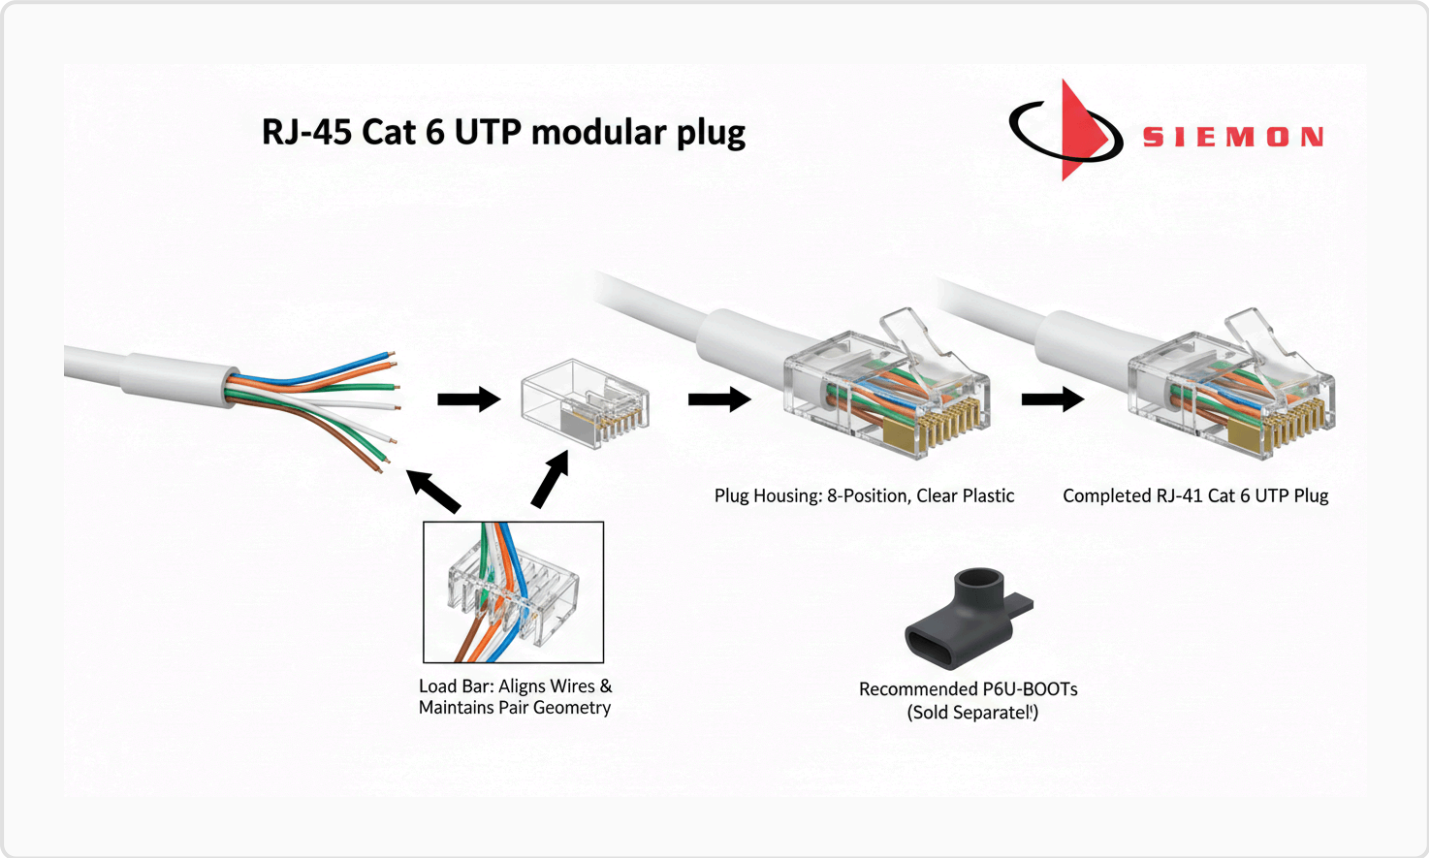 RJ-45 Cat 6 UTP modular plug
SIEMON
Plug Housing: 8-Position, Clear Plastic
Completed RJ-41 Cat 6 UTP Plug
Load Bar: Aligns Wires &
Maintains Pair Geometry
Recommended P6U-BOOTs
(Sold